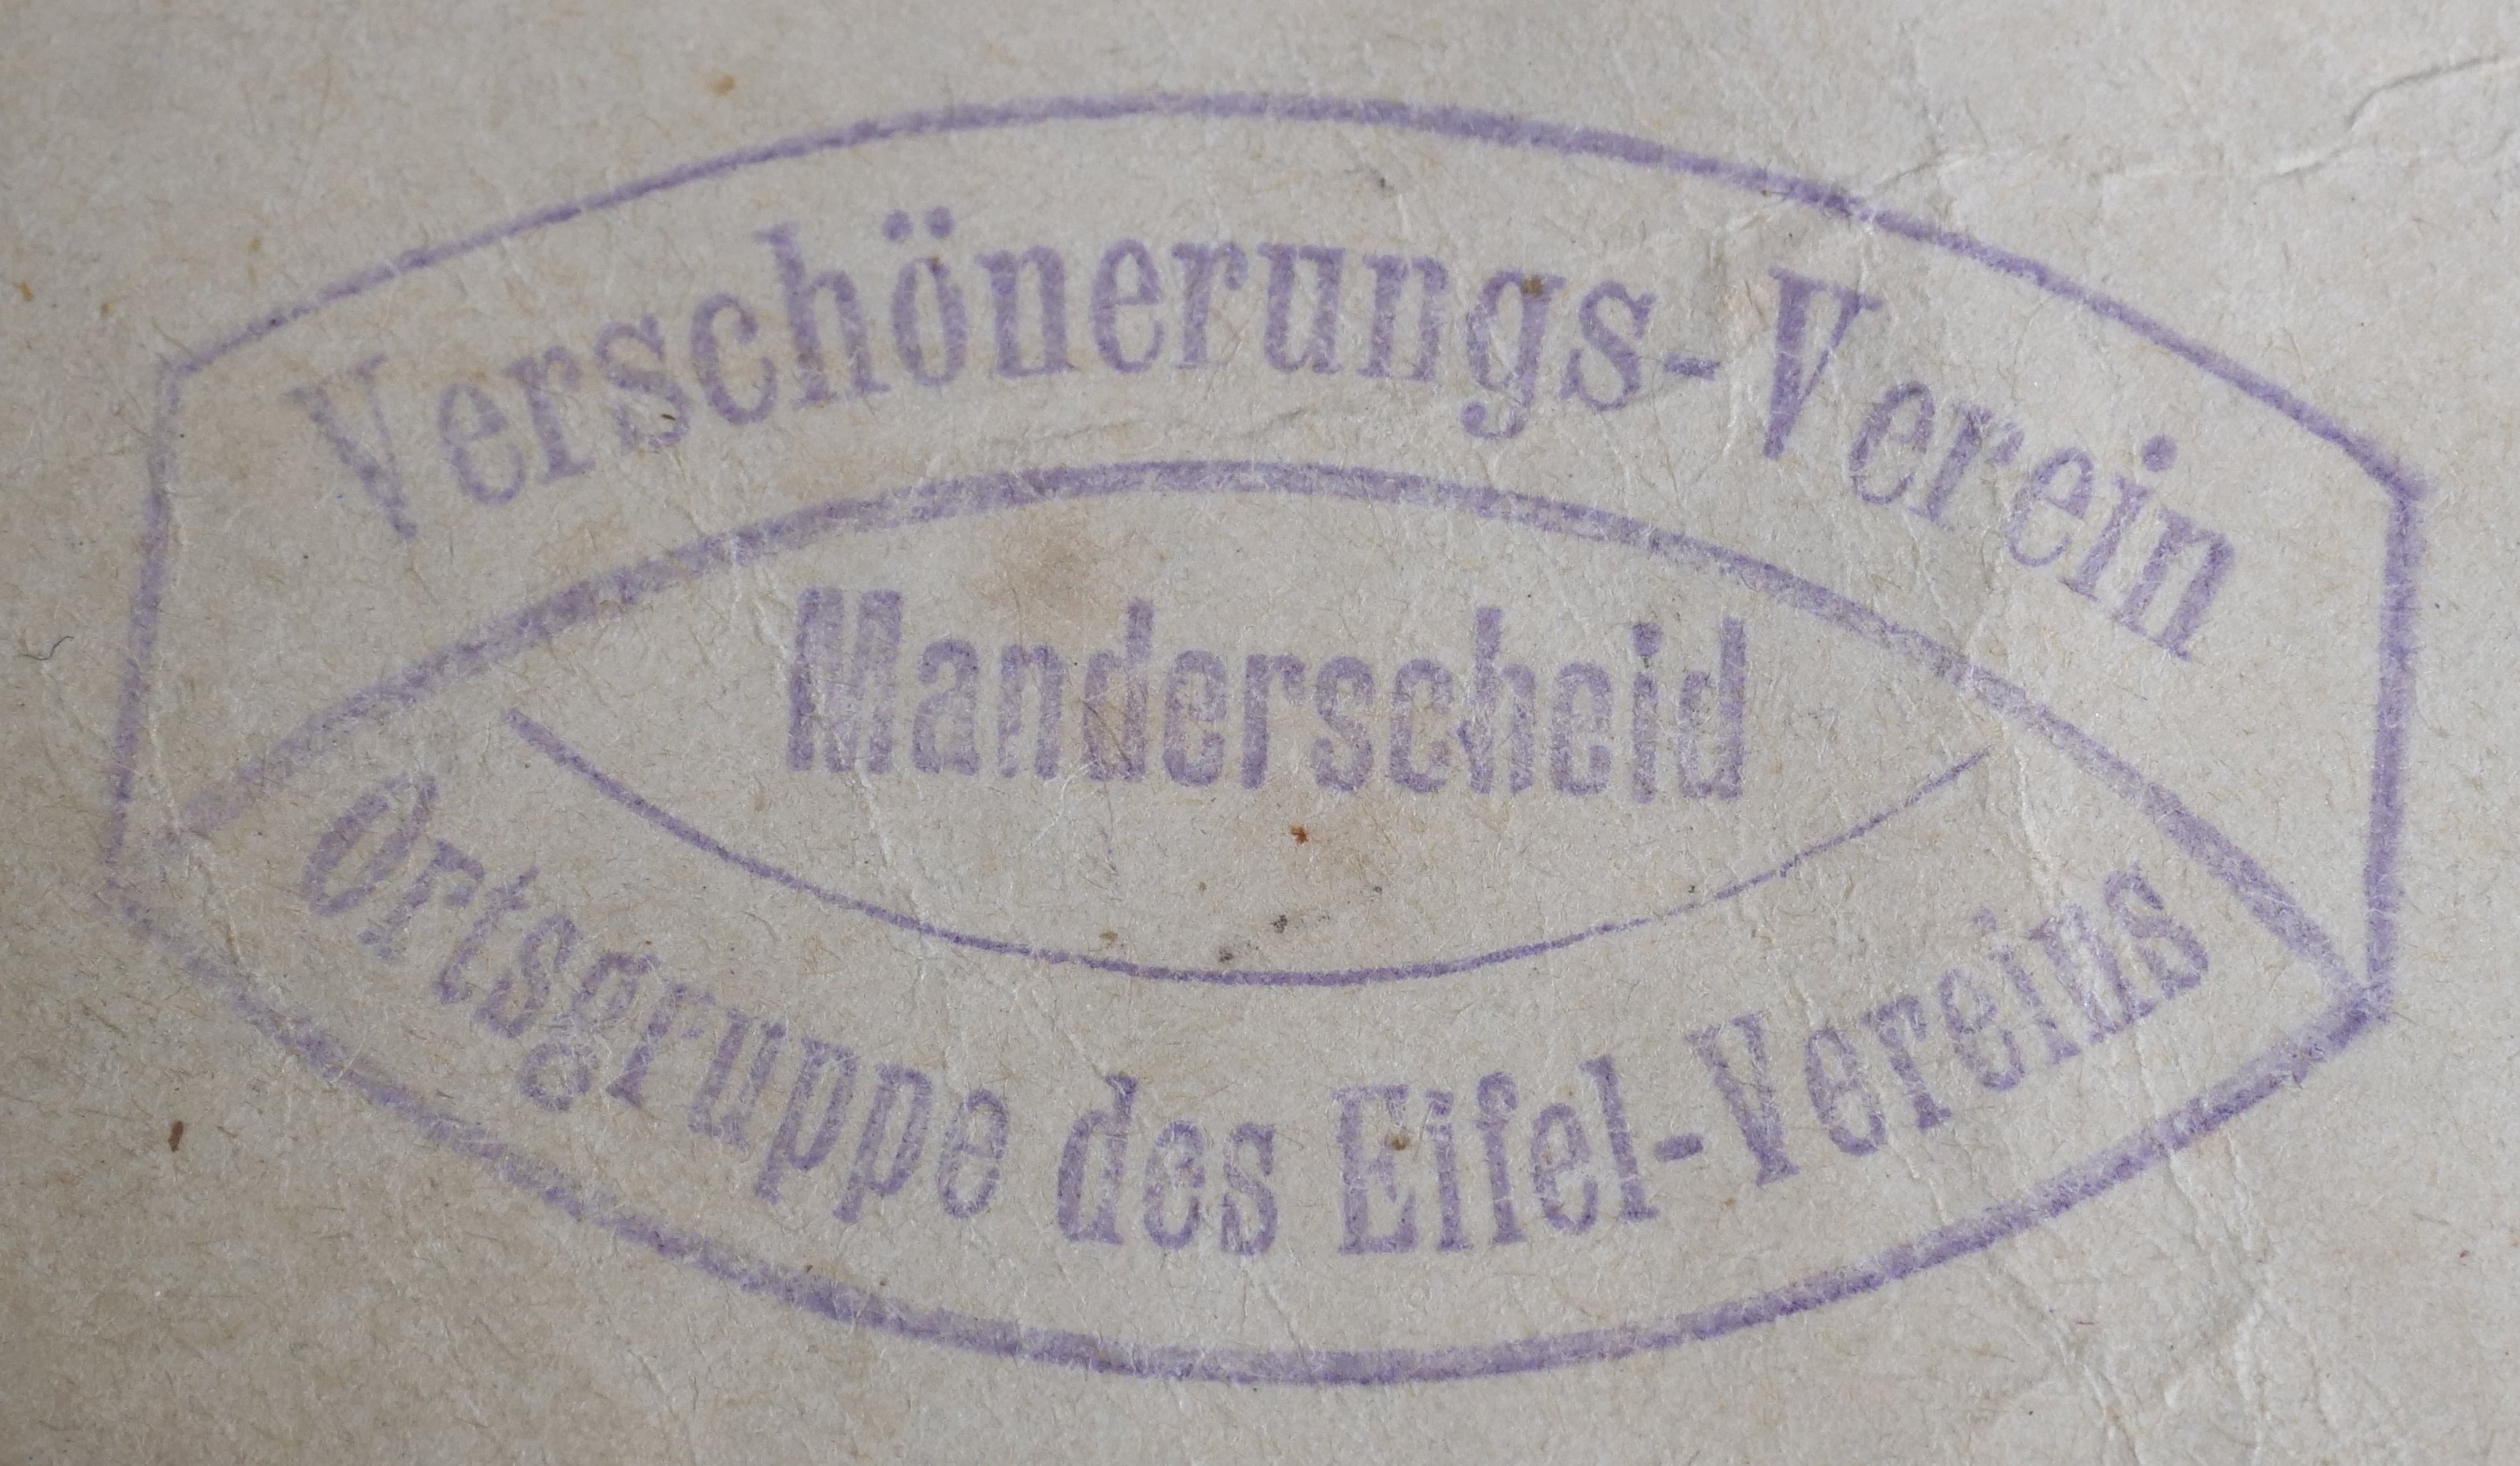 Verschönerungs-Verein
Manderscheid
Ortsgruppe des Eifel-Vereins